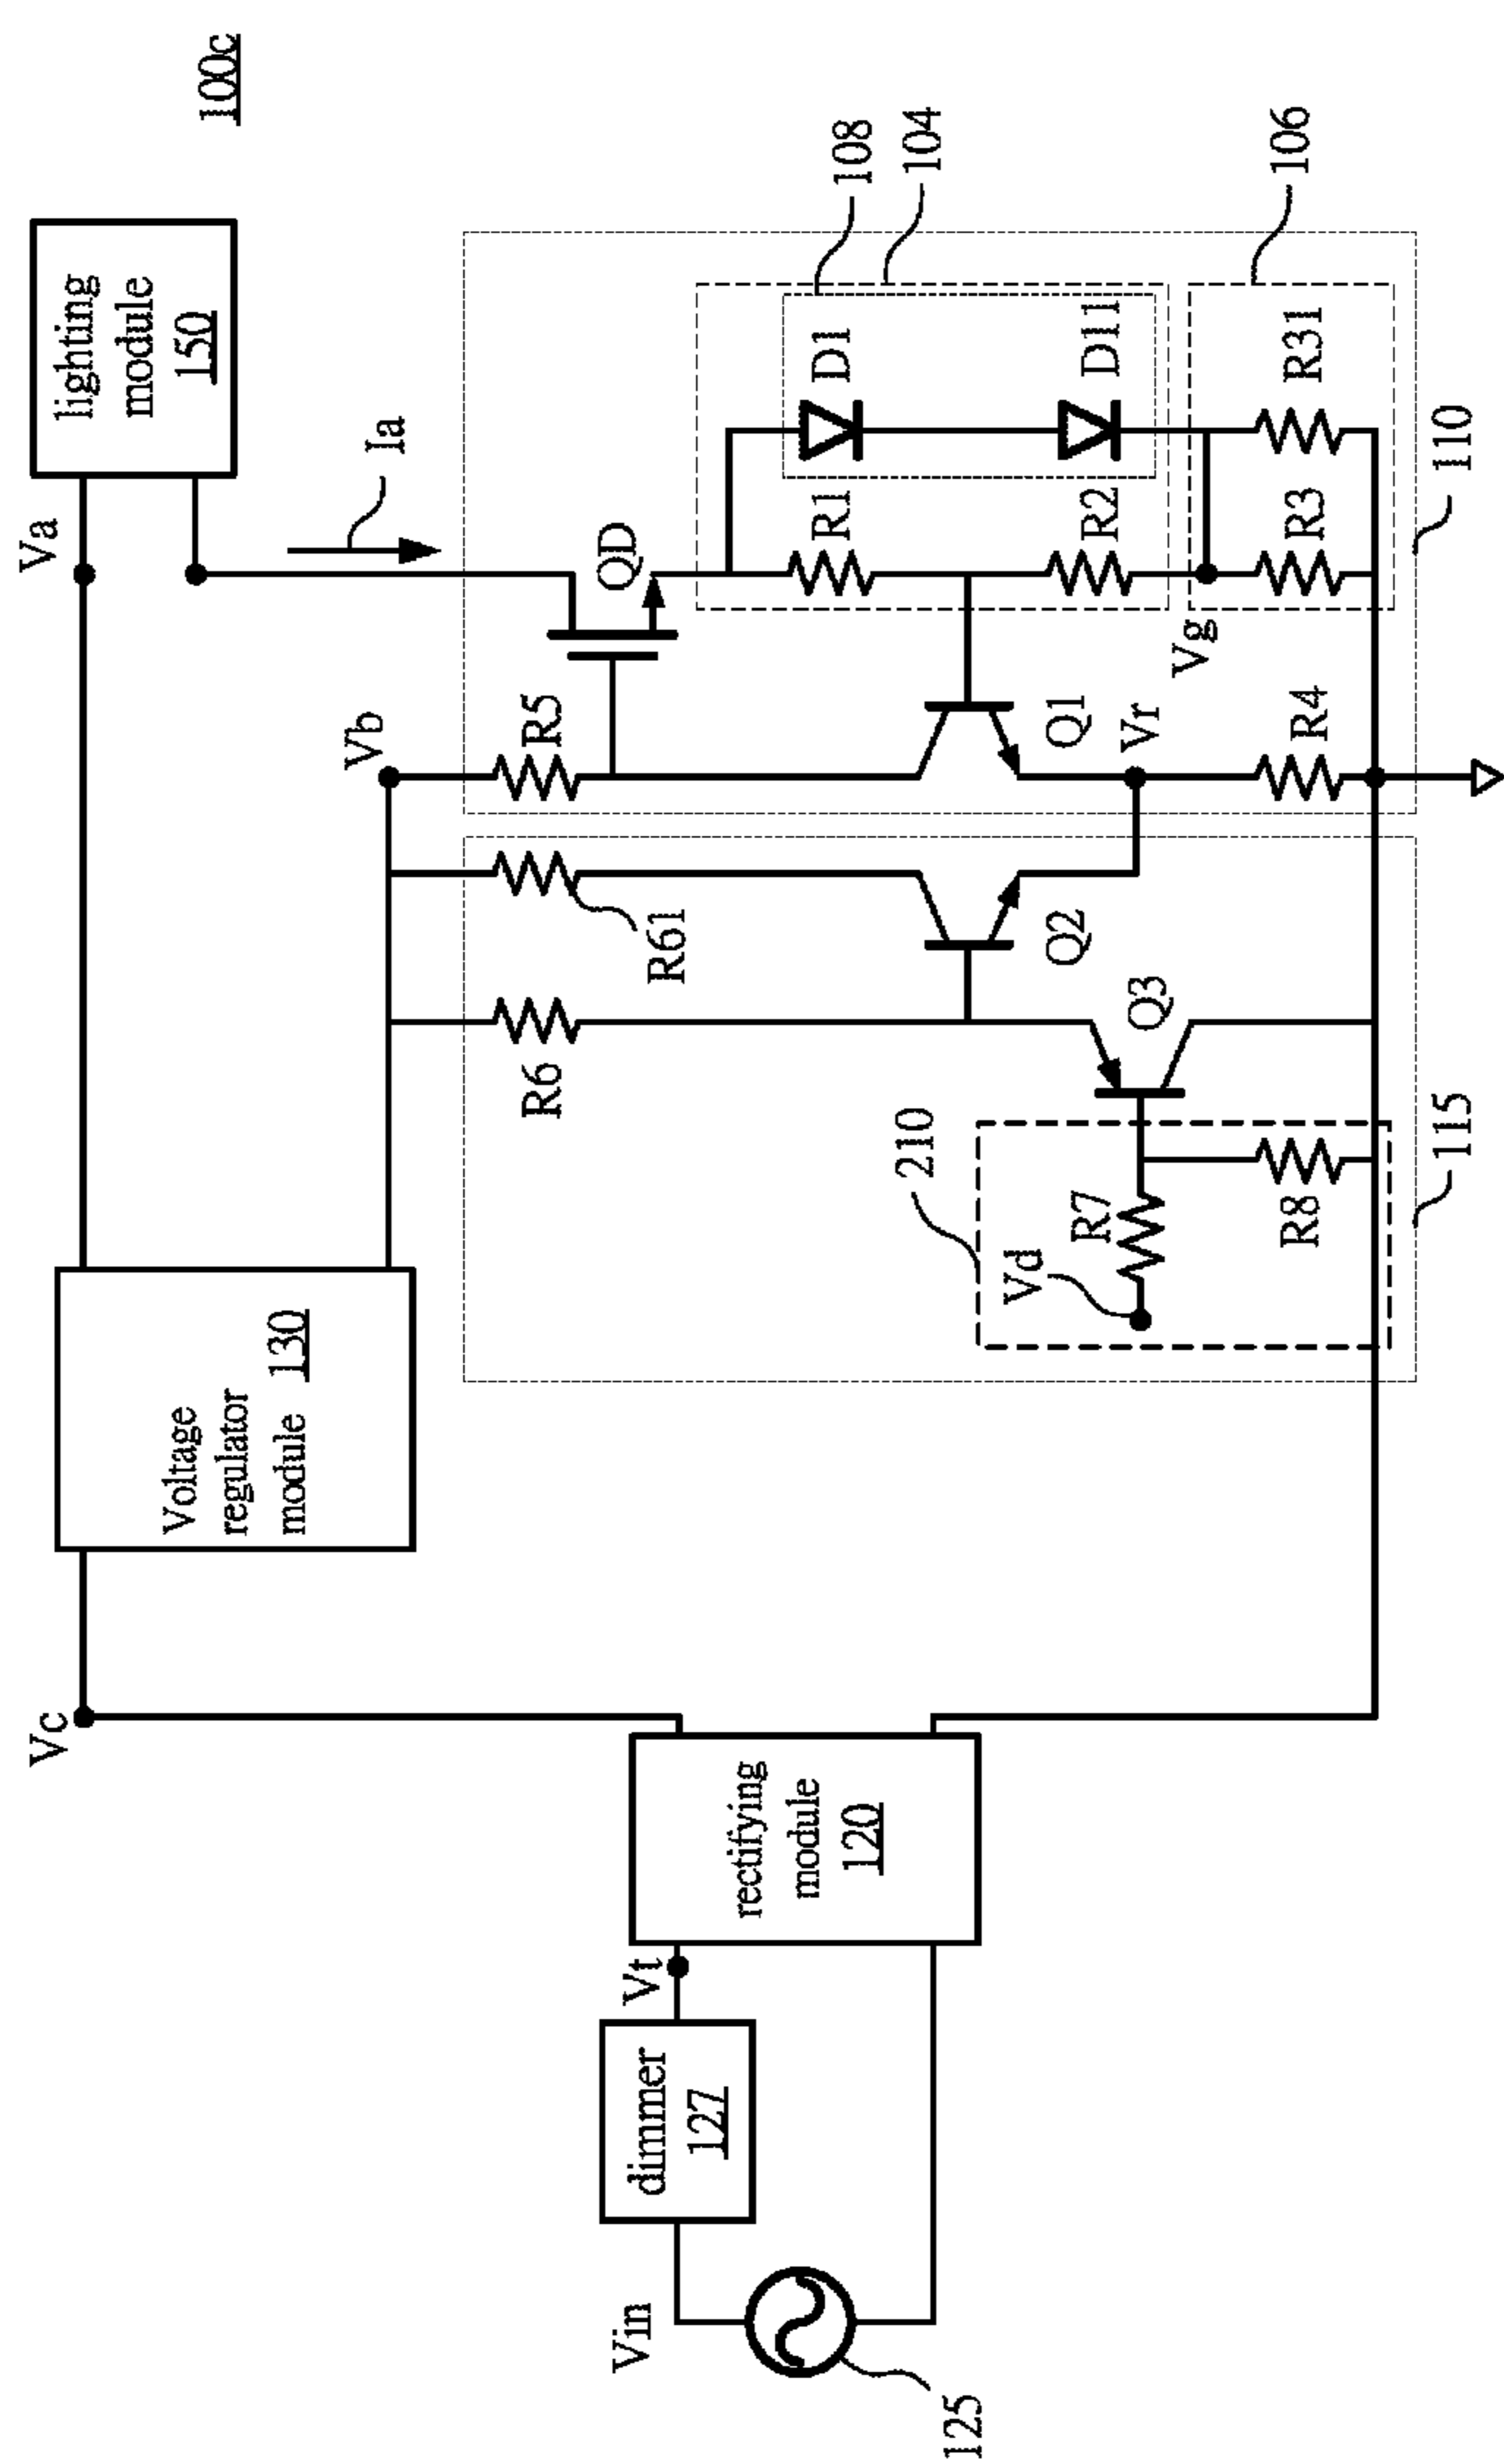 100c
lighting
module
150
Va
Ia
108
104
106
110
D1
D11
R31
R1
R2
R3
QD
Vg
Vb
R5
Q1
Vr
R4
R61
Q2
R6
Q3
210
115
Vd
R7
R8
Voltage
regulator
module 130
Vc
rectifying
module
120
Vt
dimmer
127
Vin
125